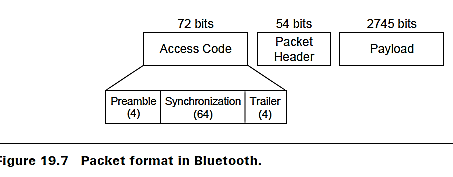 72 bits 54 bits 2745 bits
Access Code Packet Header Payload
Preamble (4) Synchronization (64) Trailer (4)
Figure 19.7 Packet format in Bluetooth.